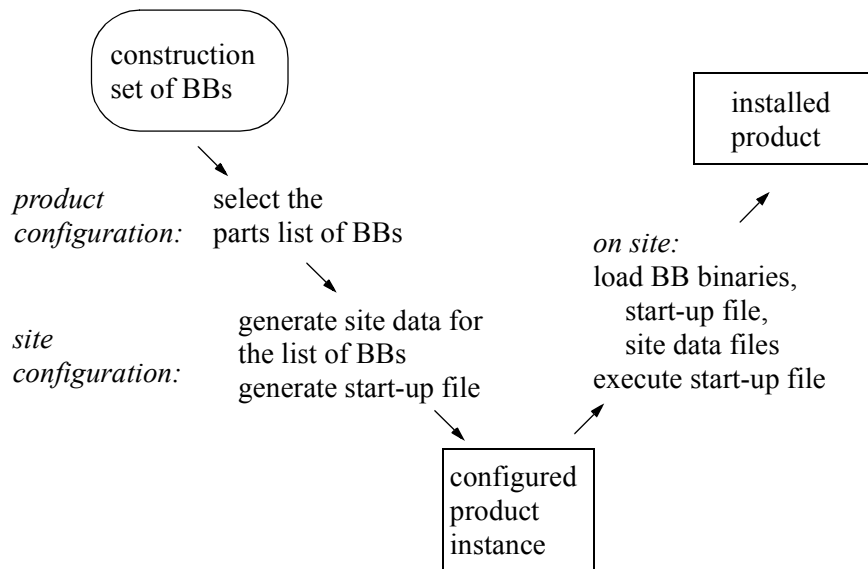 construction
set of BBs
product
configuration:
select the
parts list of BBs
site
configuration:
generate site data for
the list of BBs
generate start-up file
configured
product
instance
on site:
load BB binaries,
start-up file,
site data files
execute start-up file
installed
product